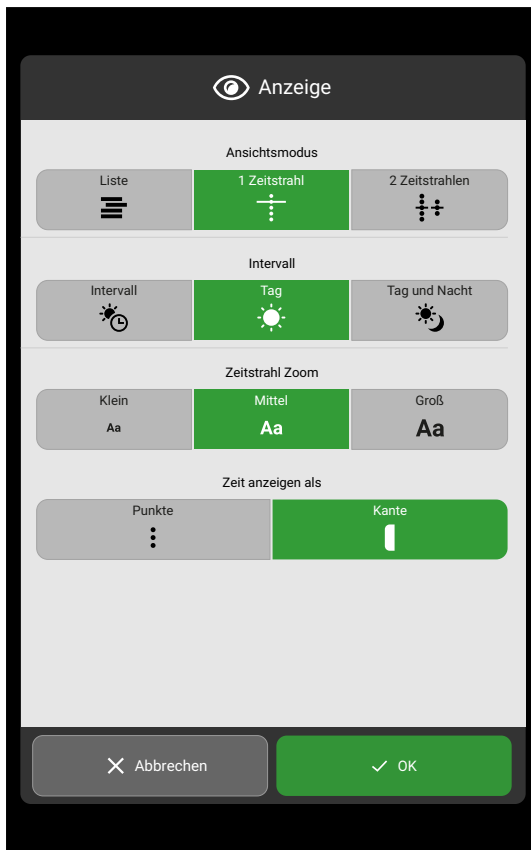 Anzeige
Ansichtsmodus
Liste
1 Zeitstrahl
2 Zeitstrahlen
Intervall
Intervall
Tag
Tag und Nacht
Zeitstrahl Zoom
Klein
Mittel
Groß
Aa
Aa
Aa
Zeit anzeigen als
Punkte
Kante
Abbrechen
OK